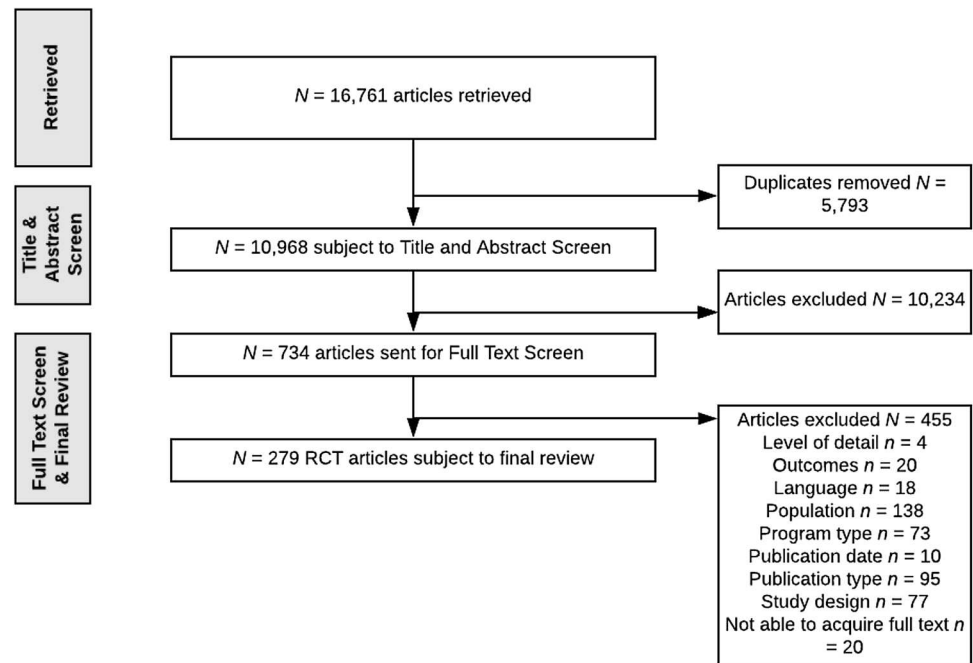 Retrieved
N = 16,761 articles retrieved
Duplicates removed N =
5,793
Title &
Abstract
Screen
N = 10,968 subject to Title and Abstract Screen
Articles excluded N = 10,234
Full Text Screen
& Final Review
N = 734 articles sent for Full Text Screen
Articles excluded N = 455
Level of detail n = 4
Outcomes n = 20
Language n = 18
Population n = 138
Program type n = 73
Publication date n = 10
Publication type n = 95
Study design n = 77
Not able to acquire full text n
= 20
N = 279 RCT articles subject to final review